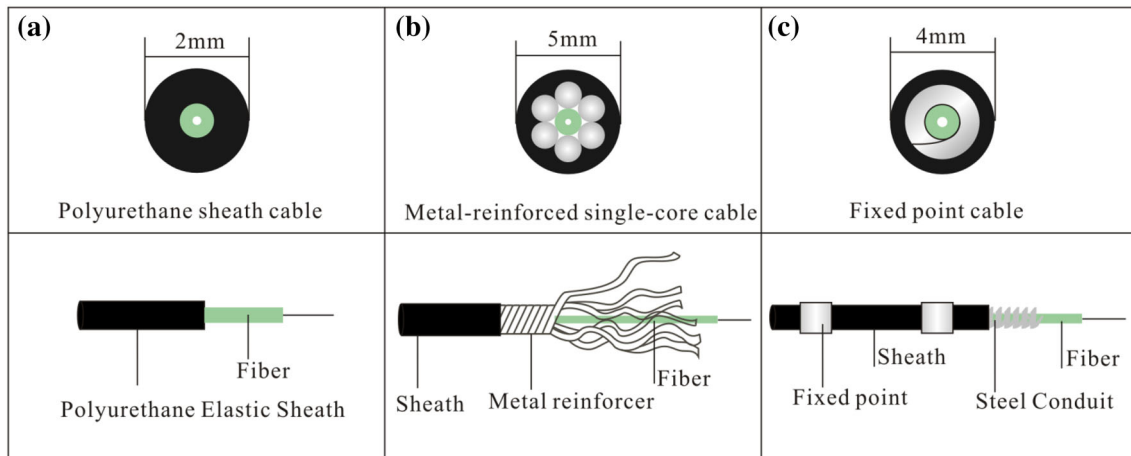 (a)
2mm
Polyurethane sheath cable
(b)
5mm
Metal-reinforced single-core cable
(c)
4mm
Fixed point cable
Fiber
Polyurethane Elastic Sheath
Fiber
Sheath
Metal reinforcer
Sheath
Fiber
Fixed point
Steel Conduit